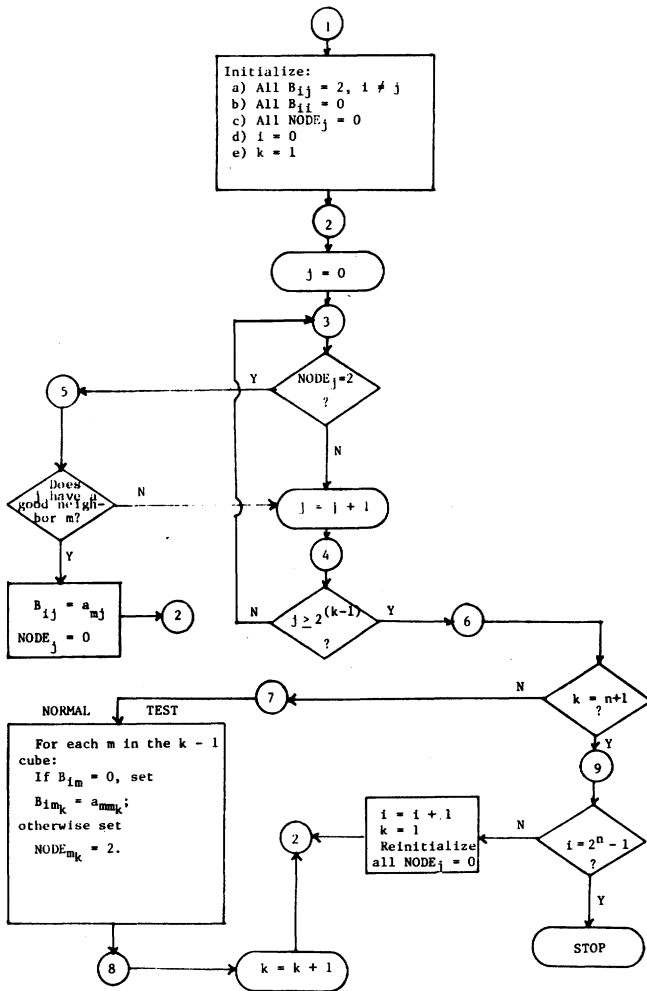 1
Initialize:
a) All B_ij = 2, i ≠ j
b) All B_ii = 0
c) All NODE_j = 0
d) i = 0
e) k = 1
2
j = 0
3
NODE_j=2
?
Y
N
5
Does
j have a
good neigh-
bor m?
N
Y
j = j + 1
4
B_ij = a_mj
NODE_j = 0
2
j ≥ 2^(k-1)
?
N
Y
6
k = n+1
?
N
Y
7
NORMAL TEST
For each m in the k - 1
cube:
If B_im = 0, set
B_im_k = a_mm_k;
otherwise set
NODE_m_k = 2.
9
i = 2^n - 1
?
N
Y
i = i + 1
k = 1
Reinitialize
all NODE_j = 0
2
8
k = k + 1
STOP